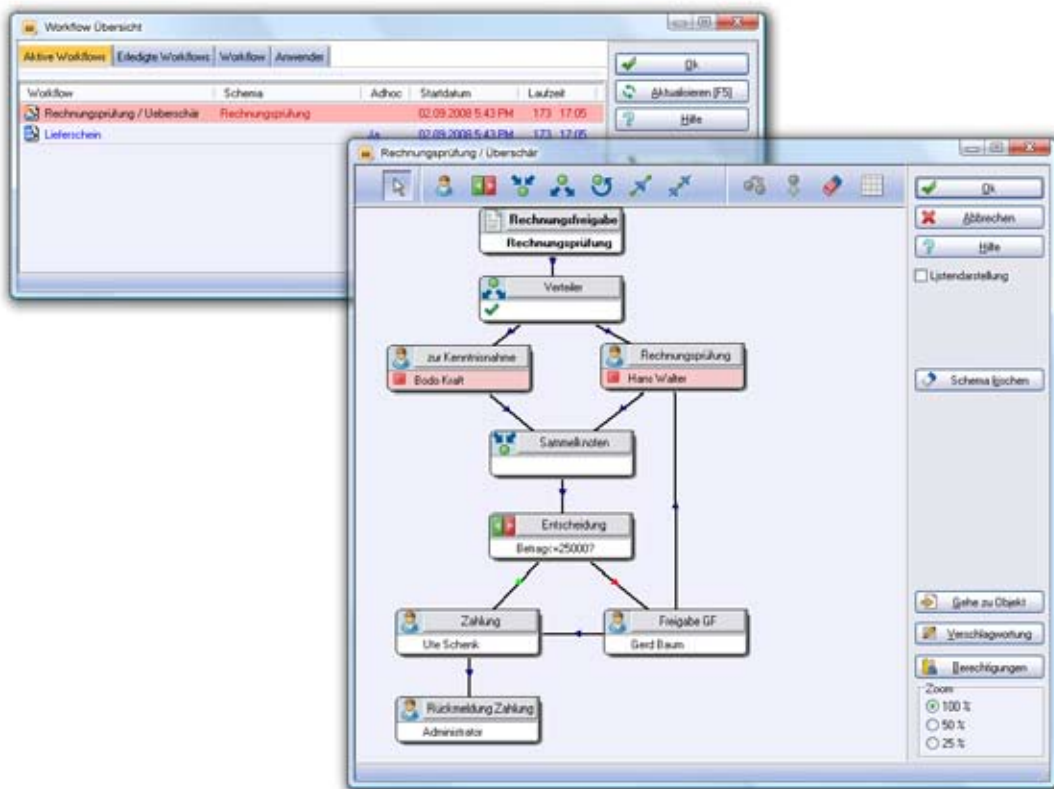 Workflow Übersicht
Aktive Workflows Erledigte Workflows Workflow Anwender
Workflow Schema Adhoc Startdatum Laufzeit
Rechnungsprüfung / Ueberschär Rechnungsprüfung 02.09.2008 5:43 PM 173 17:05
Lieferschein Ja 02.09.2008 5:43 PM 173 17:05
Ok
Aktualisieren [F5]
Hilfe
Rechnungsprüfung / Überschär
Rechnungsfreigabe
Rechnungsprüfung
Verteiler
zur Kenntnisnahme
Bodo Kraft
Rechnungsprüfung
Hans Walter
Sammelknoten
Entscheidung
Betrag<=25000?
Zahlung
Ute Schenk
Freigabe GF
Gerd Baum
Rückmeldung Zahlung
Administrator
Ok
Abbrechen
Hilfe
Listendarstellung
Schema löschen
Gehe zu Objekt
Verschlagwortung
Berechtigungen
Zoom
100 %
50 %
25 %